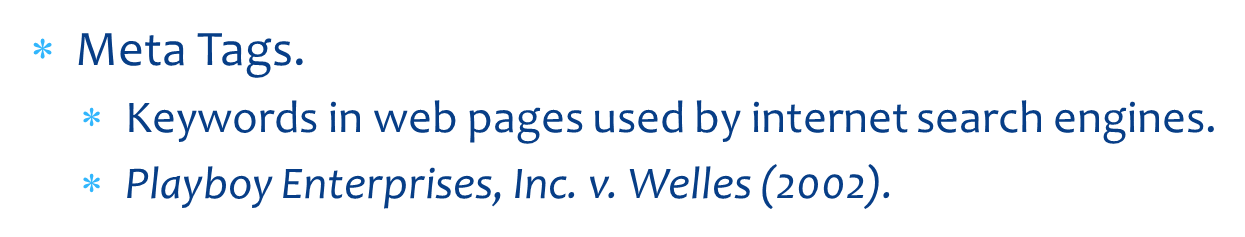 * Meta Tags.
* Keywords in web pages used by internet search engines.
* Playboy Enterprises, Inc. v. Welles (2002).